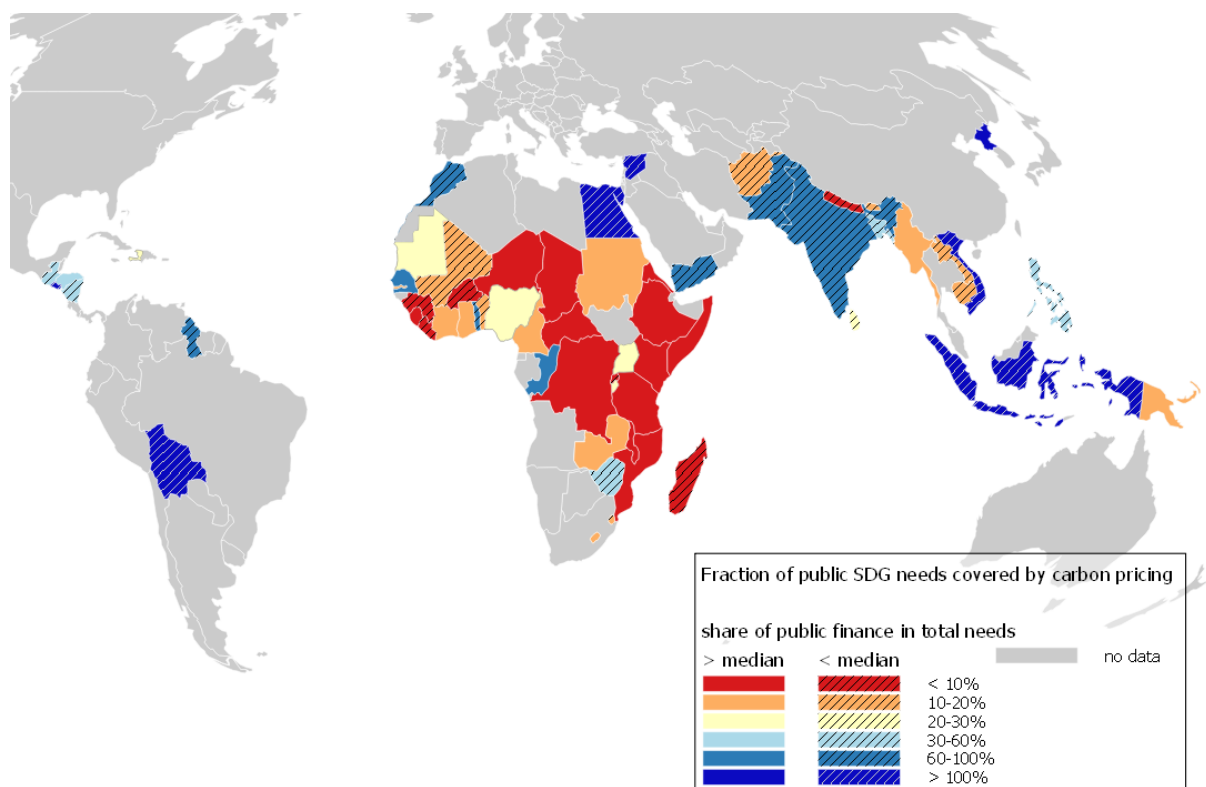 Fraction of public SDG needs covered by carbon pricing
share of public finance in total needs
> median < median no data
< 10%
10-20%
20-30%
30-60%
60-100%
> 100%